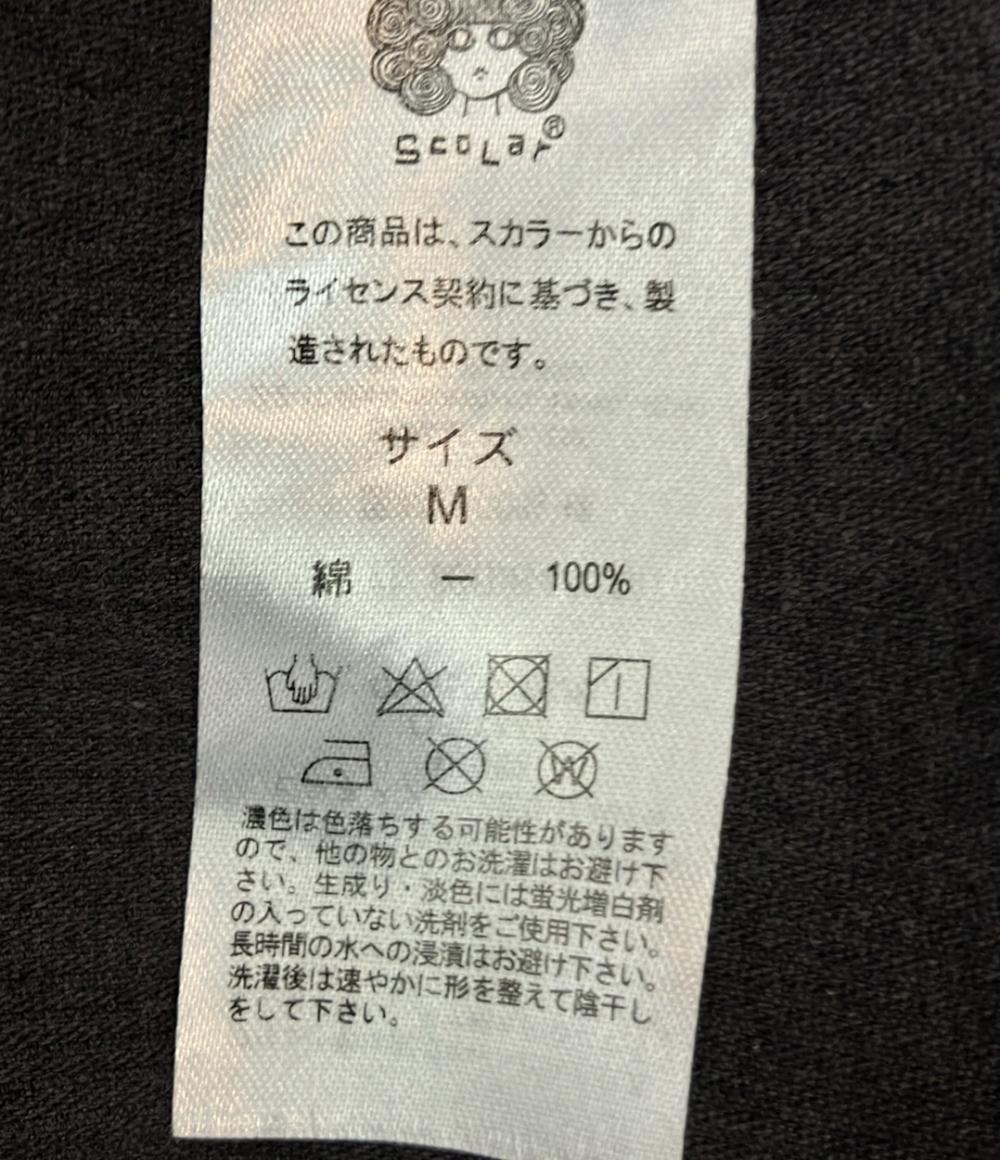 ScoLar®
この商品は、スカラーからの
ライセンス契約に基づき、製
造されたものです。
サイズ
M
綿 ー 100%
W
濃色は色落ちする可能性があります
ので、他の物とのお洗濯はお避け下
さい。生成り・淡色には蛍光増白剤
の入っていない洗剤をご使用下さい。
長時間の水への浸漬はお避け下さい。
洗濯後は速やかに形を整えて陰干し
をして下さい。